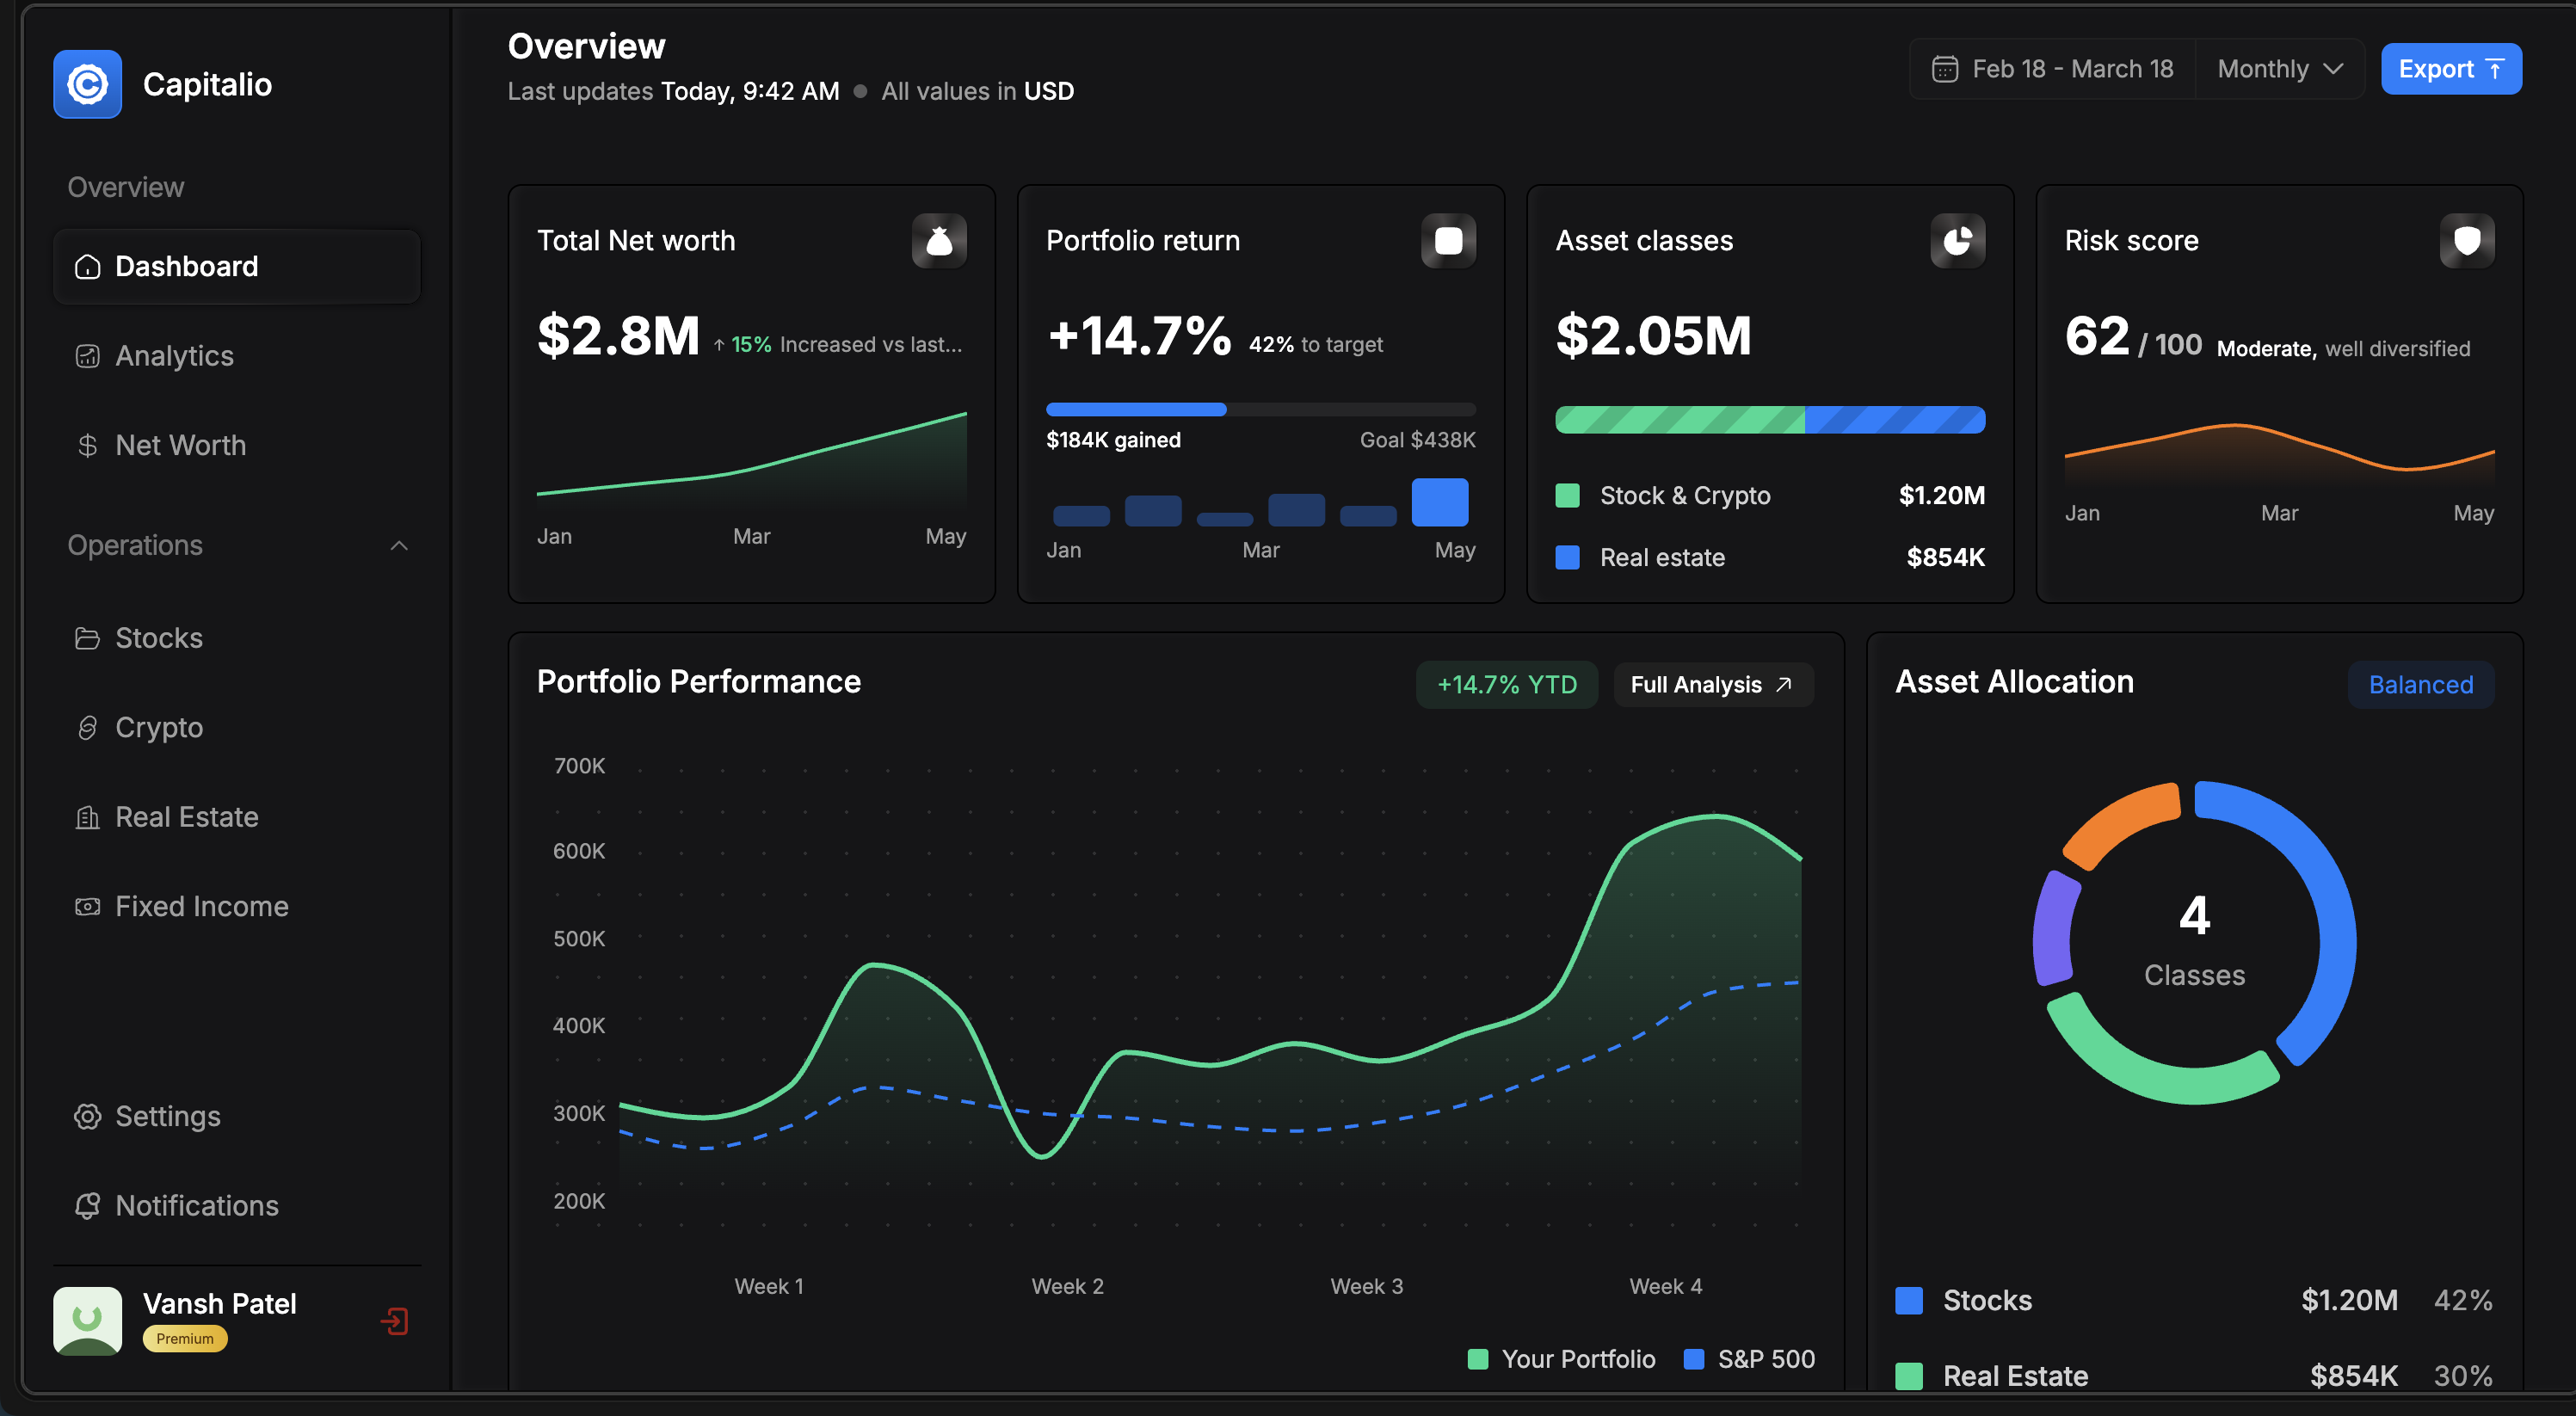 Capitalio
Overview
Dashboard
Analytics
Net Worth
Operations
Stocks
Crypto
Real Estate
Fixed Income
Settings
Notifications
Vansh Patel
Premium
Overview
Last updates Today, 9:42 AM All values in USD
Feb 18 - March 18
Monthly
Export
Total Net worth
$2.8M ↑ 15% Increased vs last...
Jan Mar May
Portfolio return
+14.7% 42% to target
$184K gained Goal $438K
Jan Mar May
Asset classes
$2.05M
Stock & Crypto $1.20M
Real estate $854K
Risk score
62 / 100 Moderate, well diversified
Jan Mar May
Portfolio Performance
+14.7% YTD
Full Analysis
700K
600K
500K
400K
300K
200K
Week 1 Week 2 Week 3 Week 4
Your Portfolio S&P 500
Asset Allocation
Balanced
4
Classes
Stocks $1.20M 42%
Real Estate $854K 30%